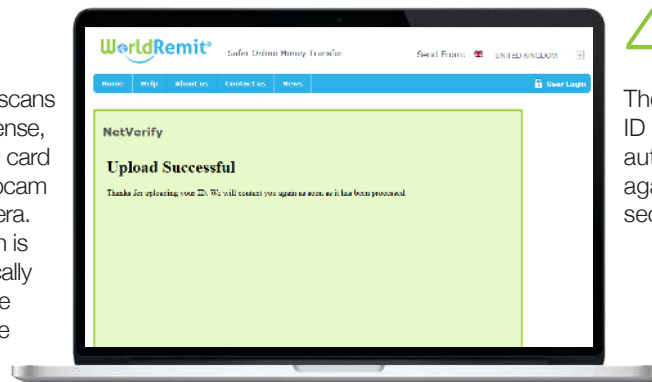 scans
ense,
card
ocam
era.
n is
cally
e
e
WorldRemit®
Safer Online Money Transfer
Send From:
UNITED KINGDOM
Home
Help
About us
Contact us
News
User Login
NetVerify
Upload Successful
Thanks for uploading your ID. We will contact you again as soon as it has been processed.
The
ID
aut
aga
sec